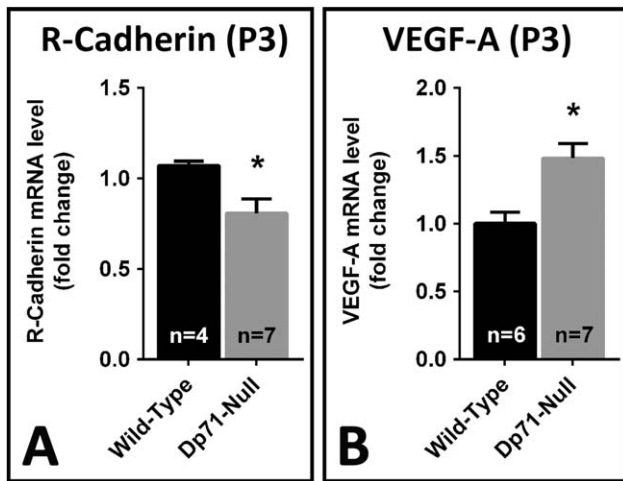 R-Cadherin (P3)
R-Cadherin mRNA level
(fold change)
1.5
1.0
0.5
0.0
*
n=4
n=7
Wild-Type
Dp71-Null
A
VEGF-A (P3)
VEGF-A mRNA level
(fold change)
2.0
1.5
1.0
0.5
0.0
*
n=6
n=7
Wild-Type
Dp71-Null
B